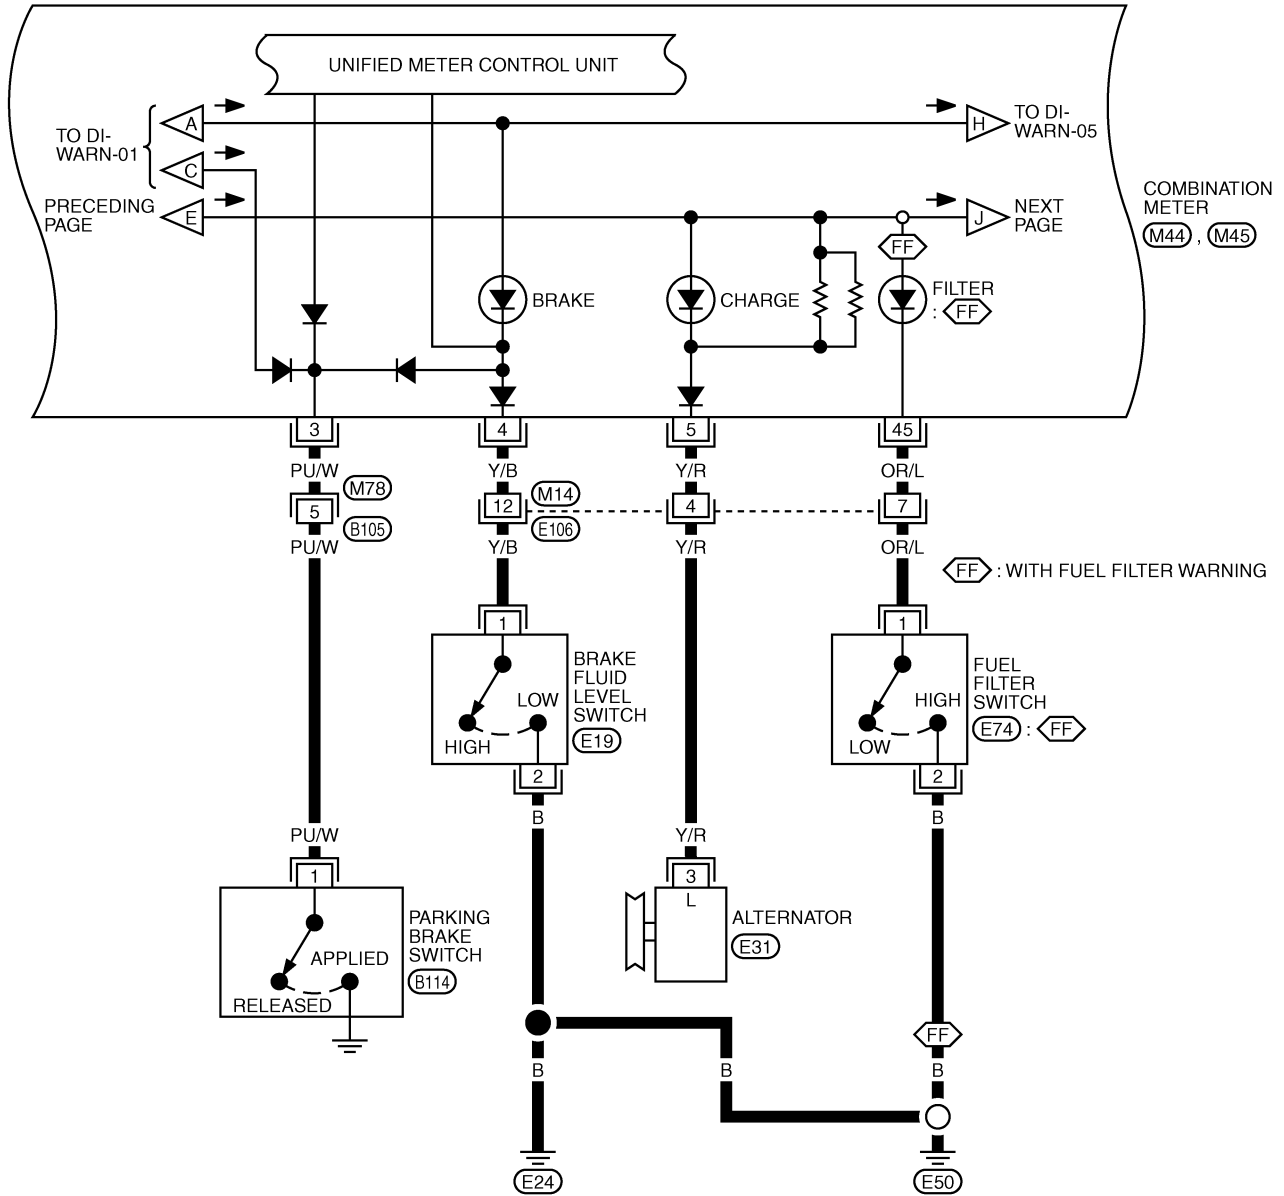 UNIFIED METER CONTROL UNIT
TO DI-
WARN-01
A
C
PRECEDING
PAGE
E
H
TO DI-
WARN-05
J
NEXT
PAGE
COMBINATION
METER
M44 , M45
FF
BRAKE
CHARGE
FILTER
: FF
3
4
5
45
PU/W
Y/B
Y/R
OR/L
M78
5
B105
M14
12
E106
4
7
PU/W
Y/B
Y/R
OR/L
FF : WITH FUEL FILTER WARNING
1
BRAKE
FLUID
LEVEL
SWITCH
E19
LOW
HIGH
2
1
FUEL
FILTER
SWITCH
E74 : FF
HIGH
LOW
2
B
B
PU/W
Y/R
1
PARKING
BRAKE
SWITCH
B114
APPLIED
RELEASED
3
L
ALTERNATOR
E31
FF
B
B
B
E24
E50